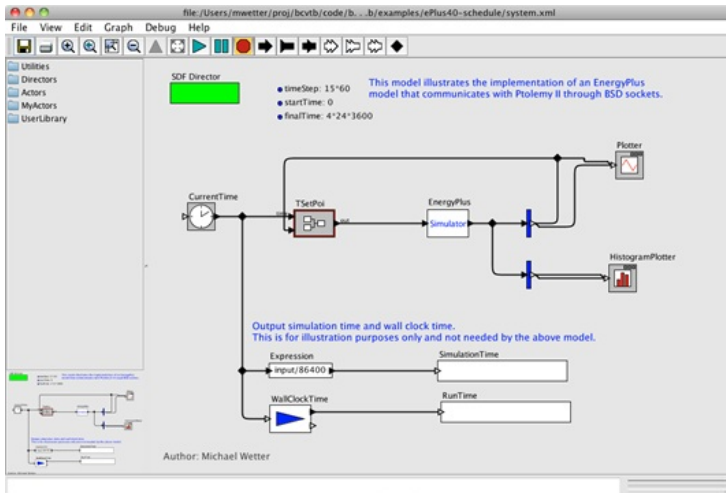 file:/Users/mwetter/proj/bcvtb/code/b. . .b/examples/ePlus40-schedule/system.xml
File View Edit Graph Debug Help
Utilities
Directors
Actors
MyActors
UserLibrary
SDF Director
timeStep: 15*60
startTime: 0
finalTime: 4*24*3600
This model illustrates the implementation of an EnergyPlus
model that communicates with Ptolemy II through BSD sockets.
Plotter
CurrentTime
TSetPoi
EnergyPlus
Simulator
HistogramPlotter
Output simulation time and wall clock time.
This is for illustration purposes only and not needed by the above model.
Expression
input/86400
SimulationTime
WallClockTime
RunTime
Author: Michael Wetter